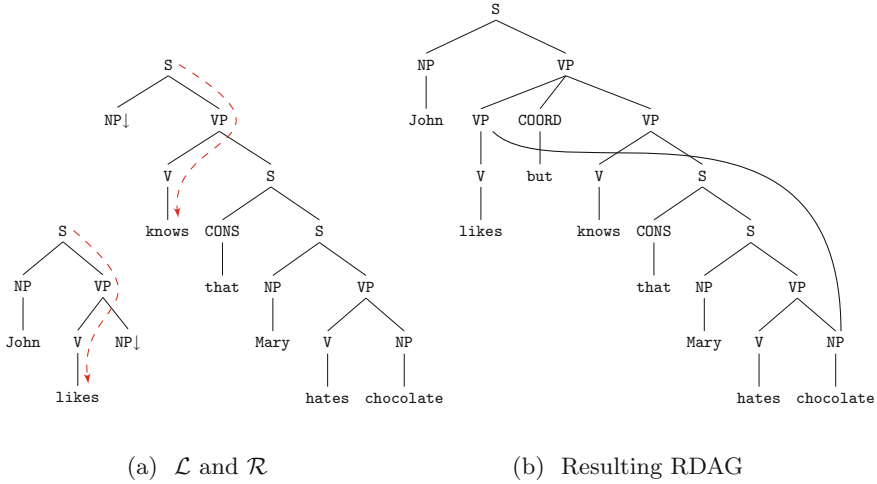 S
NP↓ VP
V S
knows CONS S
that NP VP
Mary V NP
hates chocolate
S
NP VP
John V NP↓
likes
(a) ℒ and ℛ
S
NP VP
John VP COORD VP
V but V S
likes knows CONS S
that NP VP
Mary V NP
hates chocolate
(b) Resulting RDAG